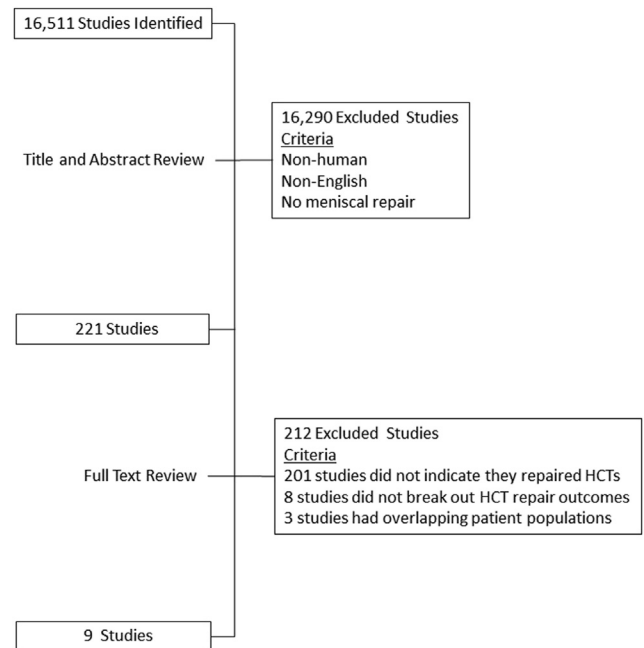 16,511 Studies Identified
16,290 Excluded Studies
Criteria
Non-human
Non-English
No meniscal repair
Title and Abstract Review
221 Studies
212 Excluded Studies
Criteria
201 studies did not indicate they repaired HCTs
8 studies did not break out HCT repair outcomes
3 studies had overlapping patient populations
Full Text Review
9 Studies